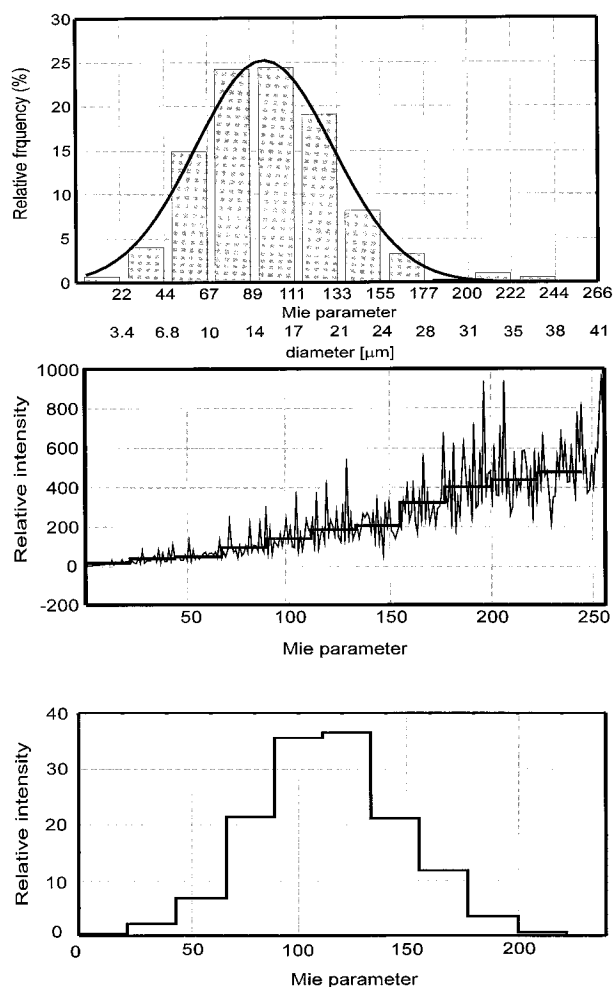 30
25
20
15
10
5
0
Relative frquency (%)
22 44 67 89 111 133 155 177 200 222 244 266
Mie parameter
3.4 6.8 10 14 17 21 24 28 31 35 38 41
diameter [μm]
1000
800
600
400
200
0
-200
Relative intensity
50 100 150 200 250
Mie parameter
40
30
20
10
0
Relative intensity
0 50 100 150 200
Mie parameter